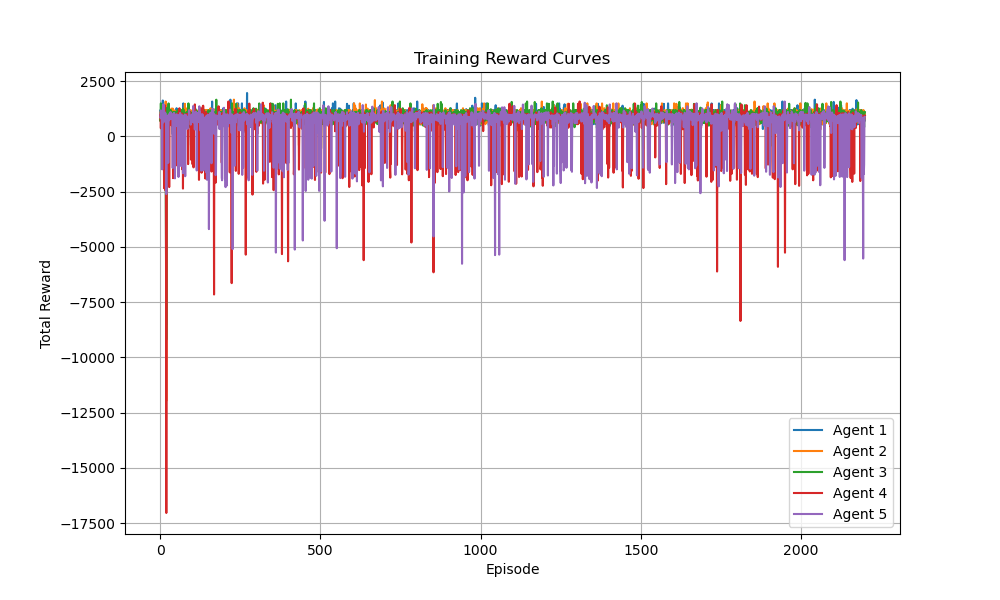 Training Reward Curves
Total Reward
2500
0
−2500
−5000
−7500
−10000
−12500
−15000
−17500
0 500 1000 1500 2000
Episode
Agent 1
Agent 2
Agent 3
Agent 4
Agent 5